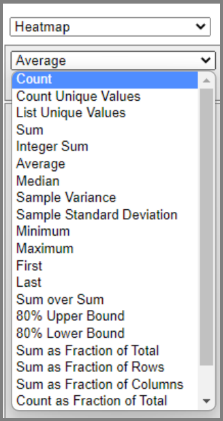 Heatmap
Average
Count
Count Unique Values
List Unique Values
Sum
Integer Sum
Average
Median
Sample Variance
Sample Standard Deviation
Minimum
Maximum
First
Last
Sum over Sum
80% Upper Bound
80% Lower Bound
Sum as Fraction of Total
Sum as Fraction of Rows
Sum as Fraction of Columns
Count as Fraction of Total